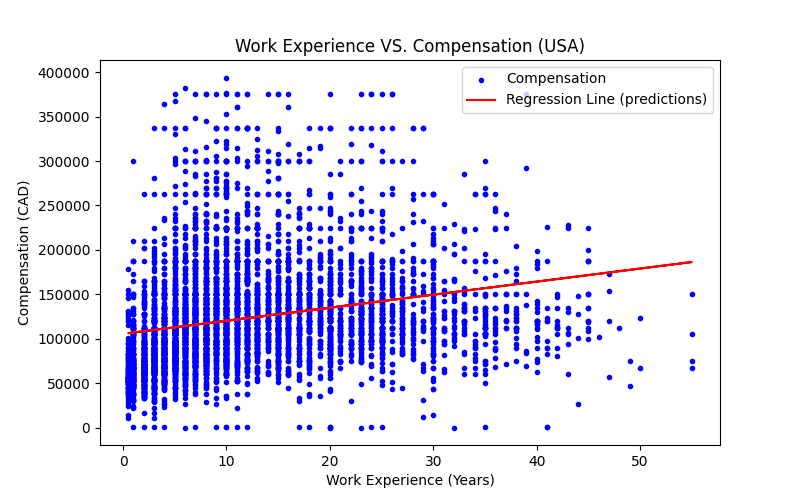 Work Experience VS. Compensation (USA)
Compensation
Regression Line (predictions)
400000
350000
300000
250000
200000
150000
100000
50000
0
Compensation (CAD)
0 10 20 30 40 50
Work Experience (Years)